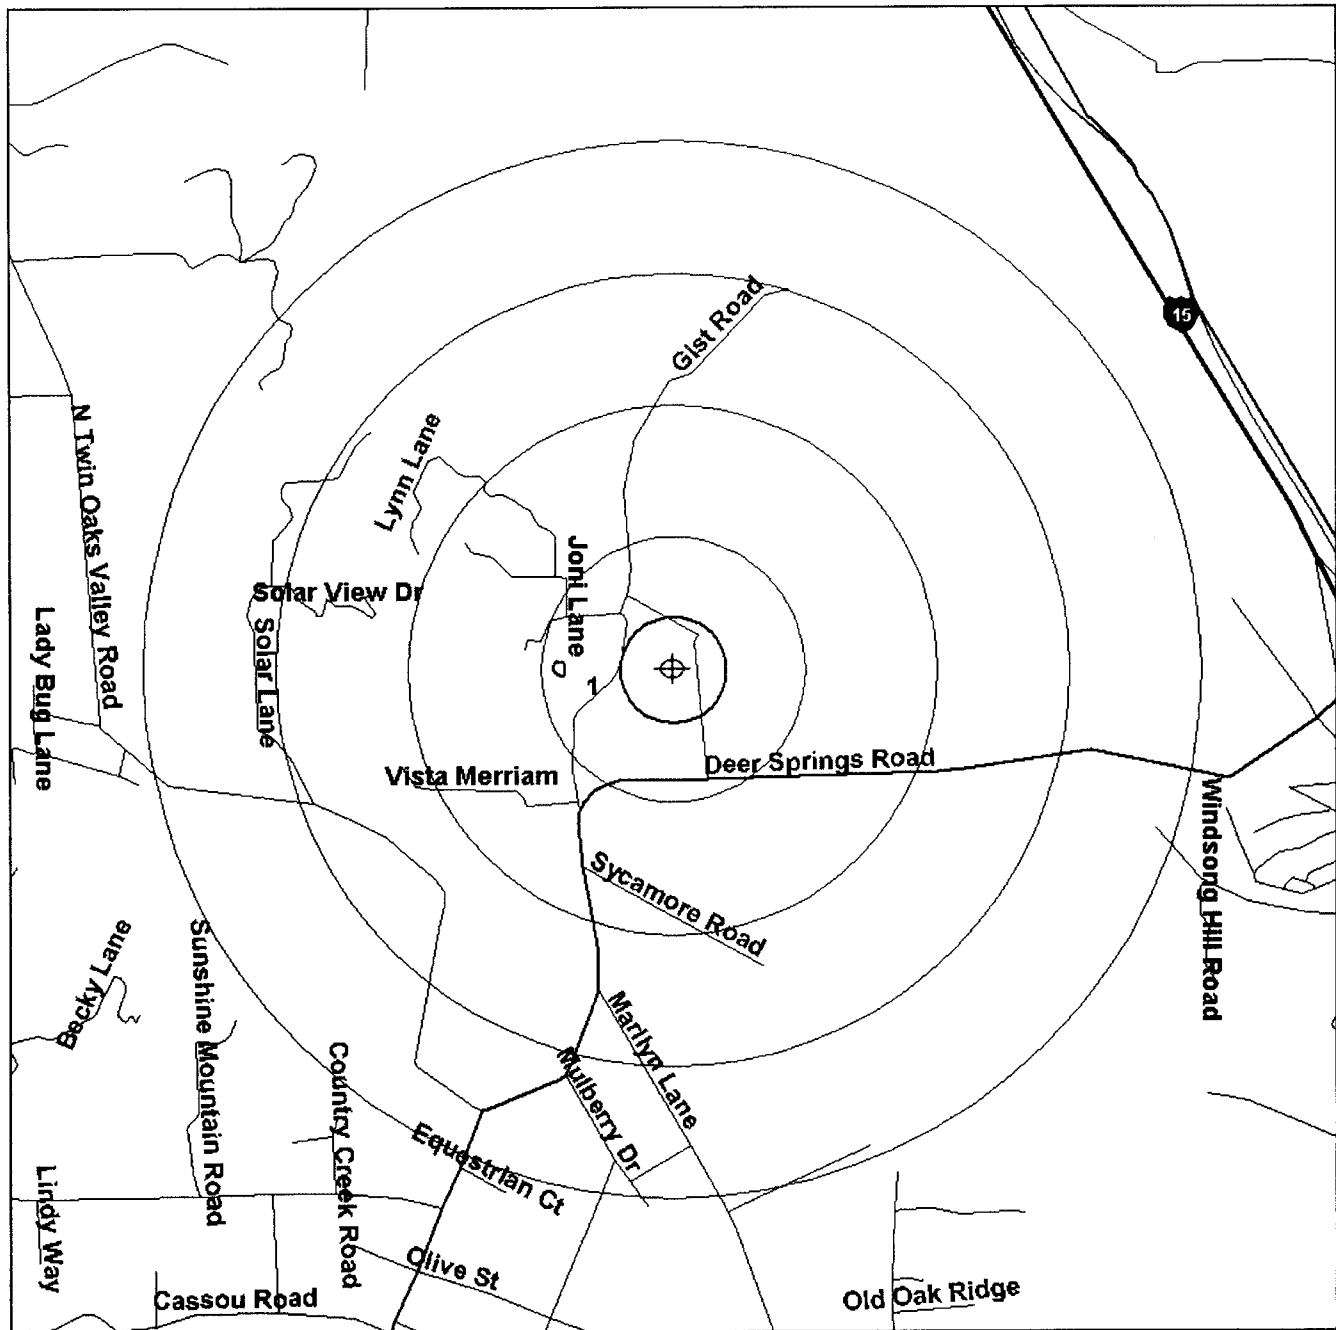 15
Gist Road
Lynn Lane
N Twin Oaks Valley Road
Joni Lane
Solar View Dr
Lady Bug Lane
Solar Lane
1
Deer Springs Road
Vista Merriam
Windsong Hill Road
Sycamore Road
Becky Lane
Sunshine Mountain Road
Marilyn Lane
Country Creek Road
Mulberry Dr
Equestrian Ct
Lindy Way
Olive St
Cassou Road
Old Oak Ridge